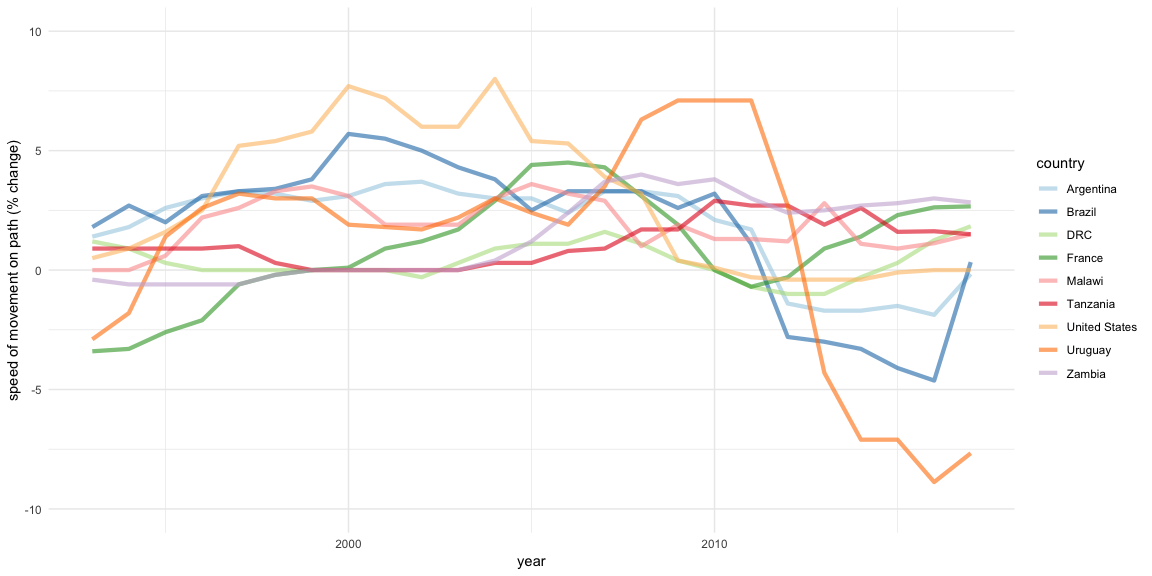 speed of movement on path (% change)
10
5
0
-5
-10
2000
2010
year
country
Argentina
Brazil
DRC
France
Malawi
Tanzania
United States
Uruguay
Zambia